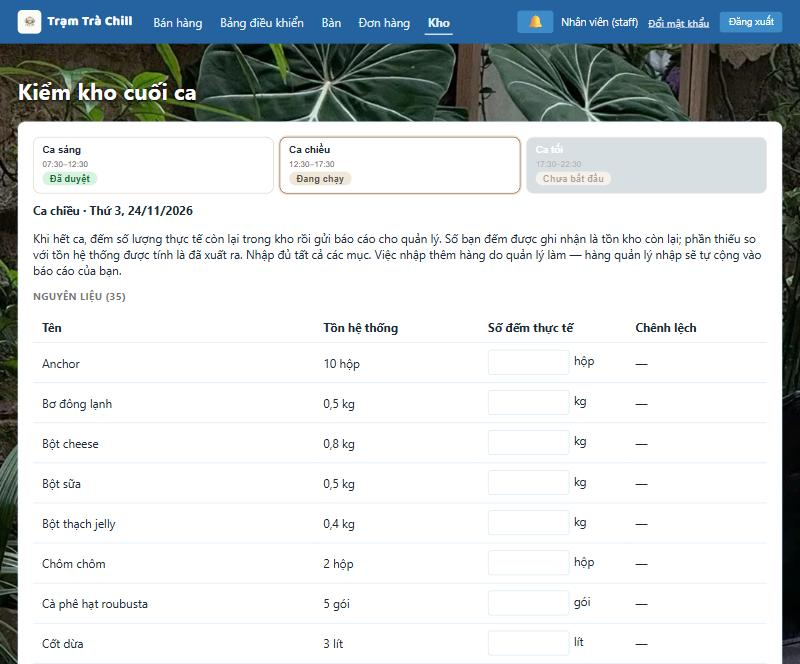 Trạm Trà Chill
Bán hàng
Bảng điều khiển
Bàn
Đơn hàng
Kho
Nhân viên (staff)
Đổi mật khẩu
Đăng xuất
Kiểm kho cuối ca
Ca sáng
07:30–12:30
Đã duyệt
Ca chiều
12:30–17:30
Đang chạy
Ca tối
17:30–22:30
Chưa bắt đầu
Ca chiều · Thứ 3, 24/11/2026
Khi hết ca, đếm số lượng thực tế còn lại trong kho rồi gửi báo cáo cho quản lý. Số bạn đếm được ghi nhận là tồn kho còn lại; phần thiếu so
với tồn hệ thống được tính là đã xuất ra. Nhập đủ tất cả các mục. Việc nhập thêm hàng do quản lý làm — hàng quản lý nhập sẽ tự cộng vào
báo cáo của bạn.
NGUYÊN LIỆU (35)
Tên Tồn hệ thống Số đếm thực tế Chênh lệch
Anchor 10 hộp hộp —
Bơ đông lạnh 0,5 kg kg —
Bột cheese 0,8 kg kg —
Bột sữa 0,5 kg kg —
Bột thạch jelly 0,4 kg kg —
Chôm chôm 2 hộp hộp —
Cà phê hạt roubusta 5 gói gói —
Cốt dừa 3 lít lít —